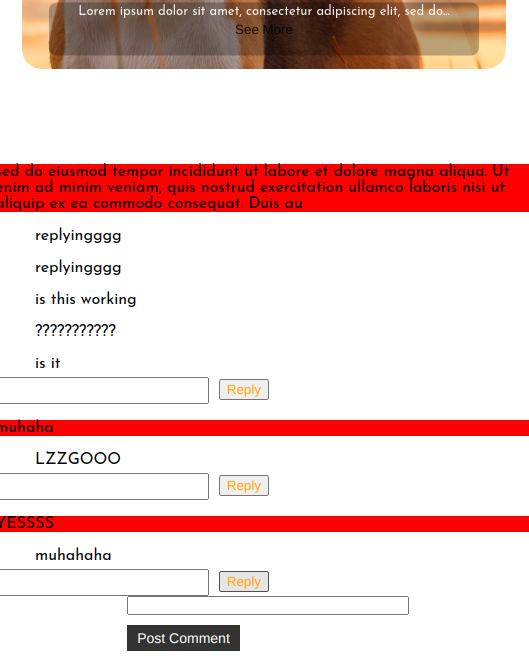 Lorem ipsum dolor sit amet, consectetur adipiscing elit, sed do...
See More
sed do eiusmod tempor incididunt ut labore et dolore magna aliqua. Ut
enim ad minim veniam, quis nostrud exercitation ullamco laboris nisi ut
aliquip ex ea commodo consequat. Duis au
replyingggg
replyingggg
is this working
???????????
is it
Reply
muhaha
LZZGOOO
Reply
YESSSS
muhahaha
Reply
Post Comment